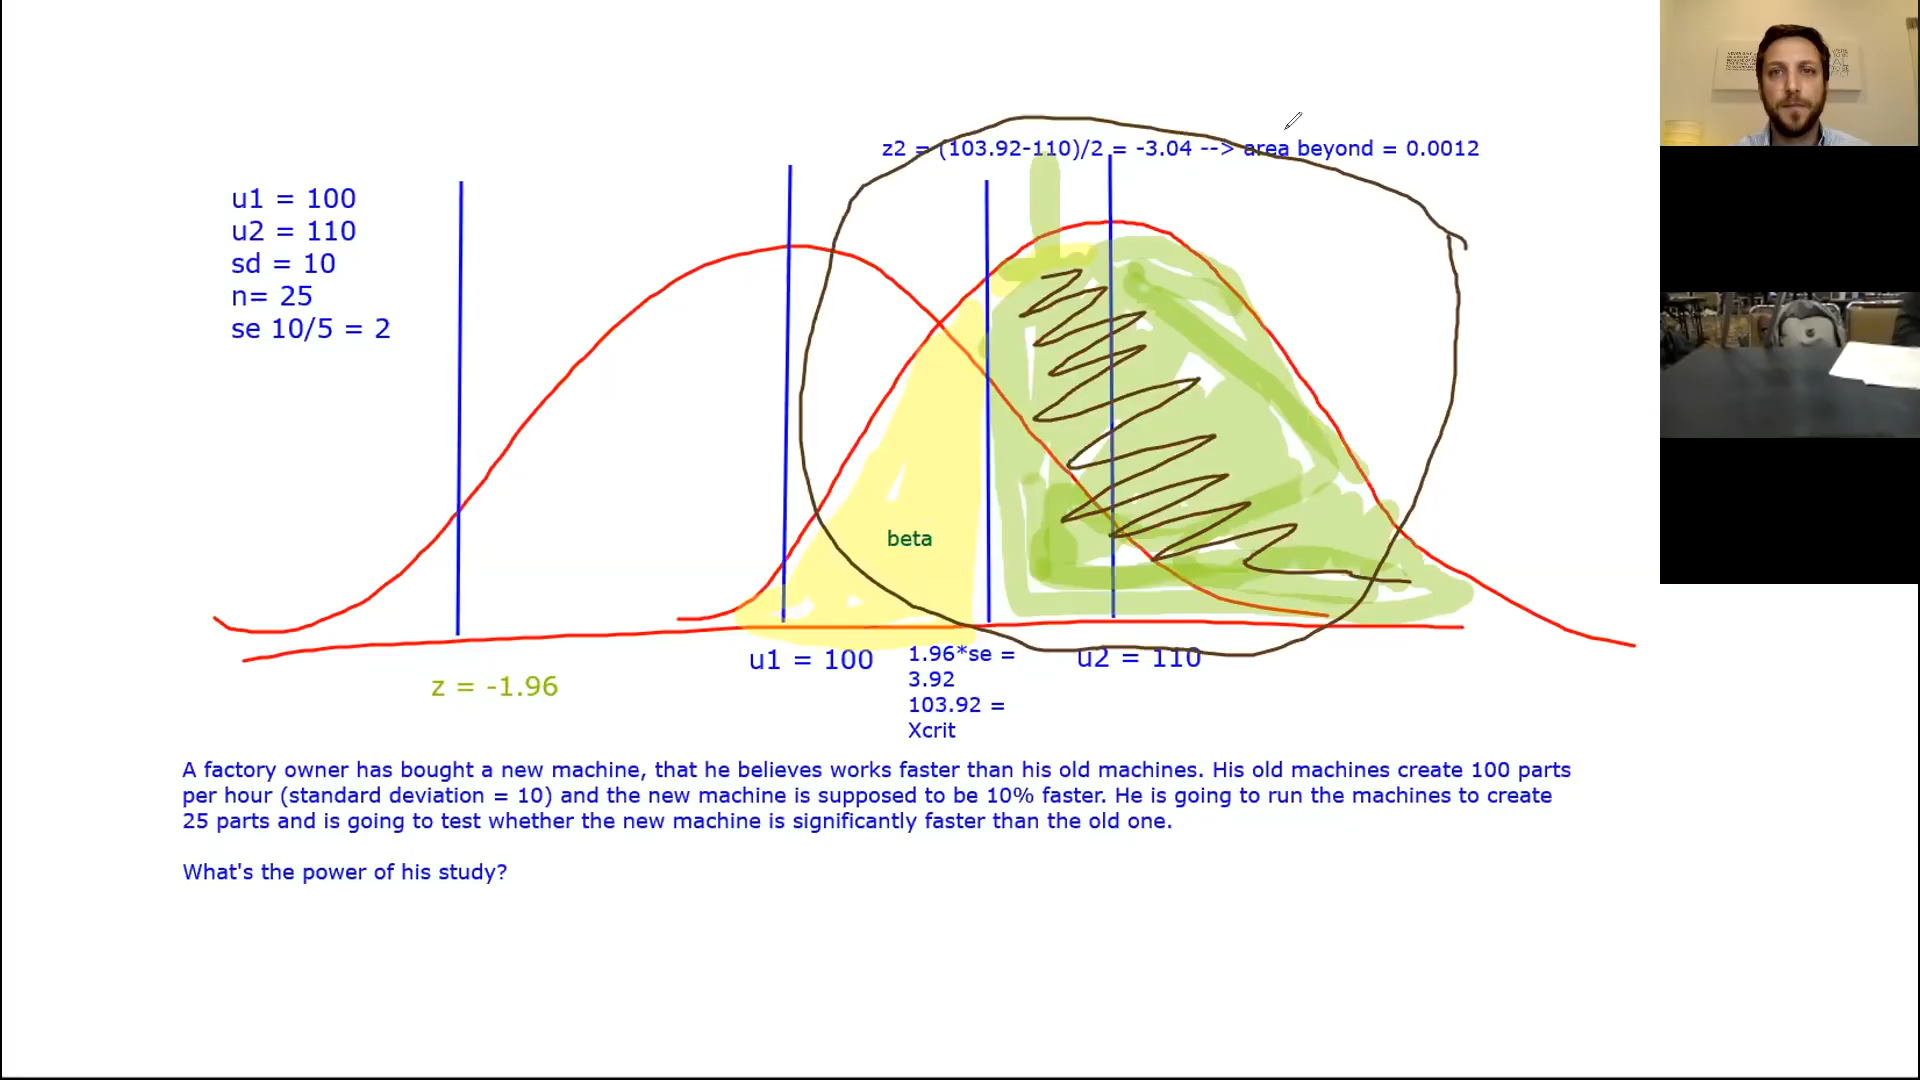 z2 = (103.92-110)/2 = -3.04 --> area beyond = 0.0012
u1 = 100
u2 = 110
sd = 10
n= 25
se 10/5 = 2
beta
z = -1.96
u1 = 100
1.96*se =
3.92
103.92 =
Xcrit
u2 = 110
A factory owner has bought a new machine, that he believes works faster than his old machines. His old machines create 100 parts
per hour (standard deviation = 10) and the new machine is supposed to be 10% faster. He is going to run the machines to create
25 parts and is going to test whether the new machine is significantly faster than the old one.
What's the power of his study?